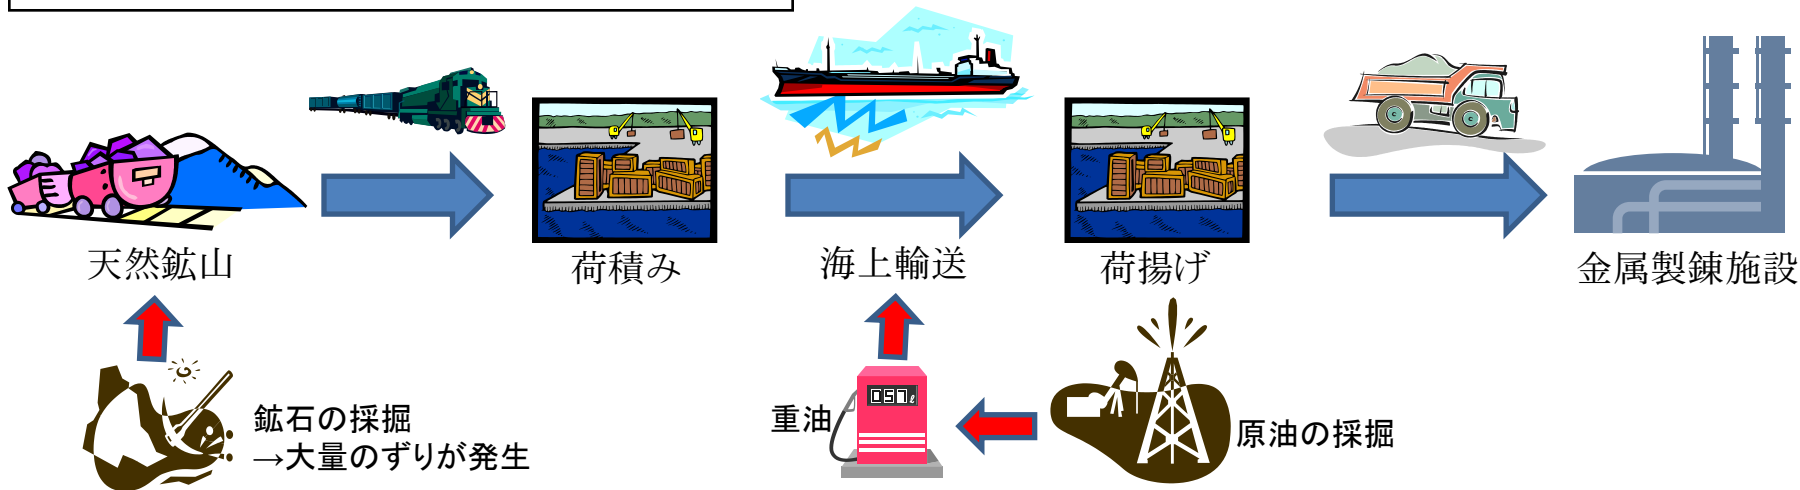 天然鉱山
荷積み
海上輸送
荷揚げ
金属製錬施設
鉱石の採掘
→大量のずりが発生
重油
057ℓ
原油の採掘